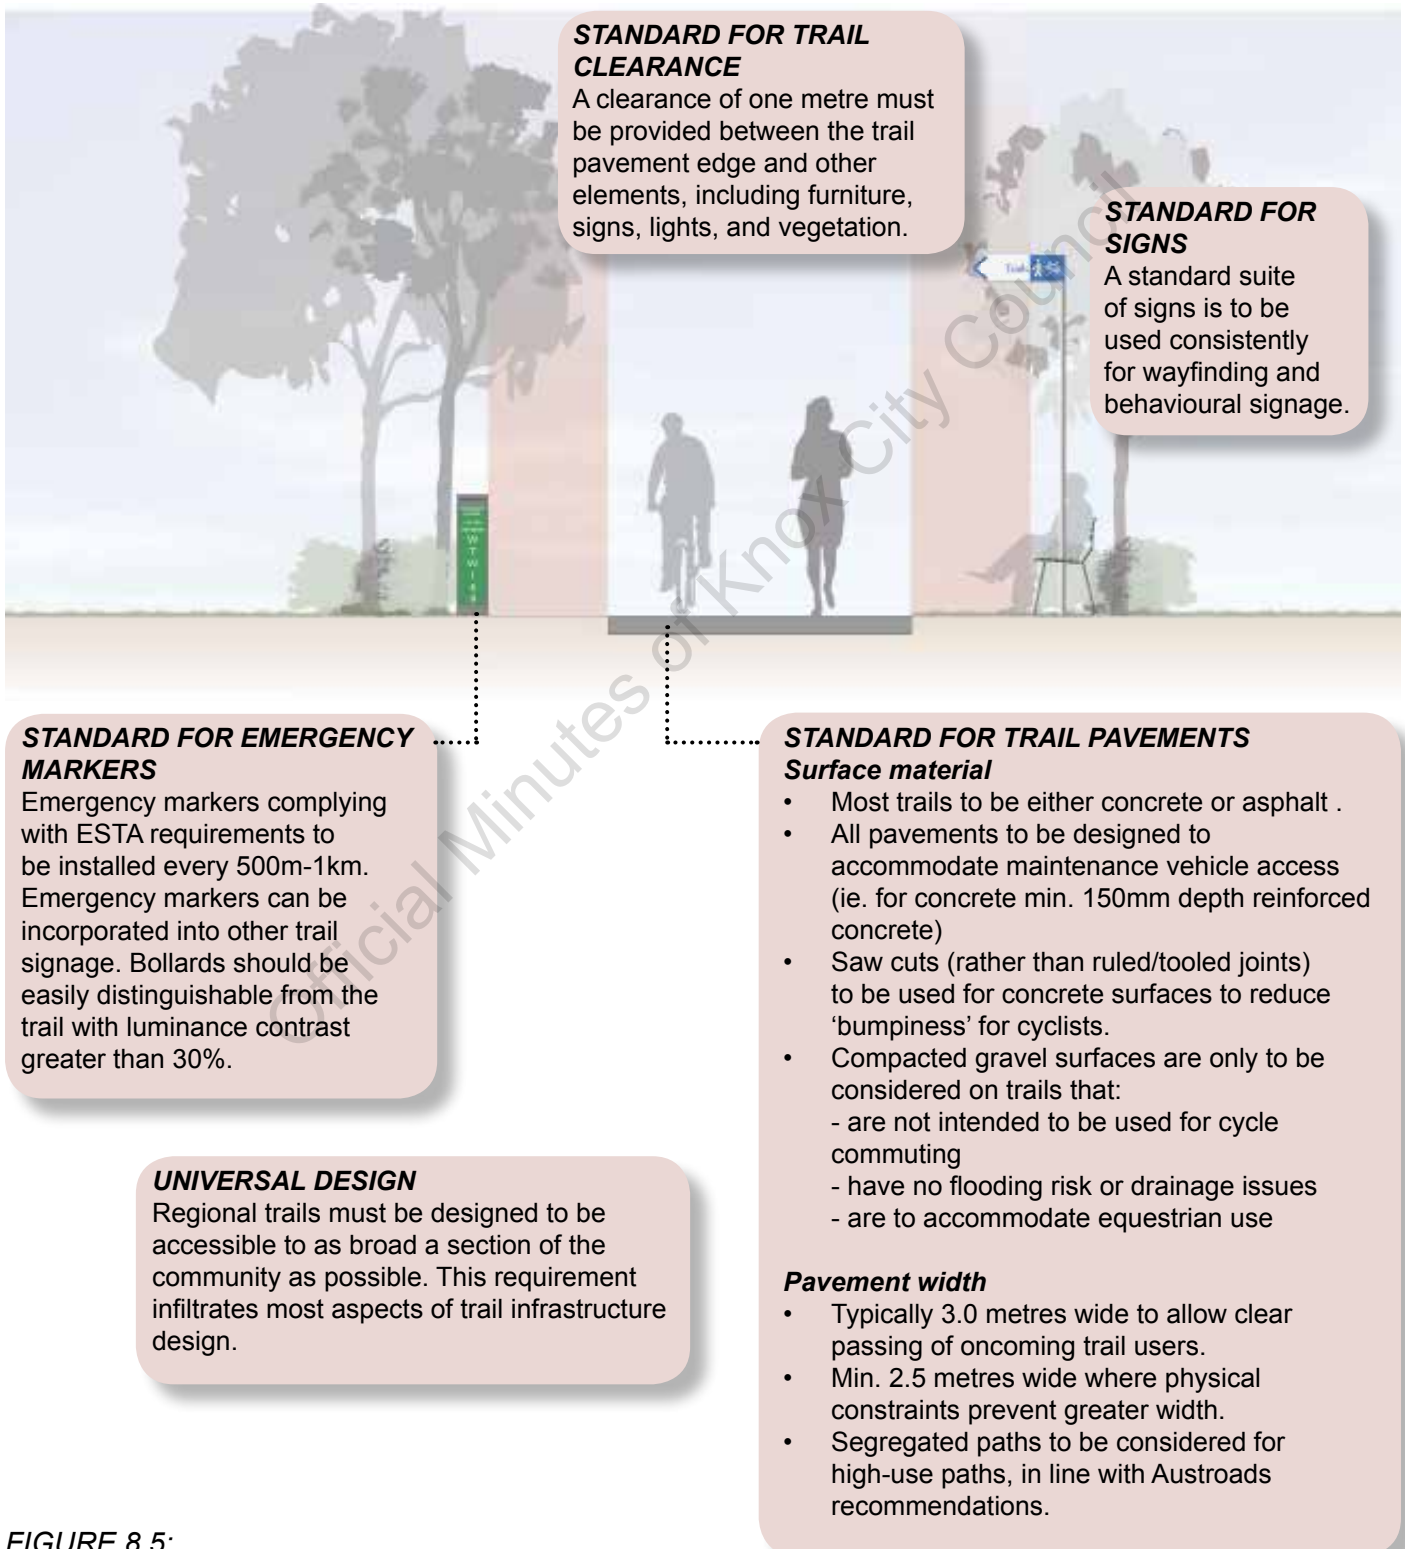 STANDARD FOR TRAIL
CLEARANCE
A clearance of one metre must
be provided between the trail
pavement edge and other
elements, including furniture,
signs, lights, and vegetation.
STANDARD FOR
SIGNS
A standard suite
of signs is to be
used consistently
for wayfinding and
behavioural signage.
Trail
W
T
W
Official Minutes of Knox City Council
STANDARD FOR EMERGENCY
MARKERS
Emergency markers complying
with ESTA requirements to
be installed every 500m-1km.
Emergency markers can be
incorporated into other trail
signage. Bollards should be
easily distinguishable from the
trail with luminance contrast
greater than 30%.
UNIVERSAL DESIGN
Regional trails must be designed to be
accessible to as broad a section of the
community as possible. This requirement
infiltrates most aspects of trail infrastructure
design.
STANDARD FOR TRAIL PAVEMENTS
Surface material
• Most trails to be either concrete or asphalt .
• All pavements to be designed to
accommodate maintenance vehicle access
(ie. for concrete min. 150mm depth reinforced
concrete)
• Saw cuts (rather than ruled/tooled joints)
to be used for concrete surfaces to reduce
‘bumpiness’ for cyclists.
• Compacted gravel surfaces are only to be
considered on trails that:
- are not intended to be used for cycle
commuting
- have no flooding risk or drainage issues
- are to accommodate equestrian use
Pavement width
• Typically 3.0 metres wide to allow clear
passing of oncoming trail users.
• Min. 2.5 metres wide where physical
constraints prevent greater width.
• Segregated paths to be considered for
high-use paths, in line with Austroads
recommendations.
FIGURE 8.5: